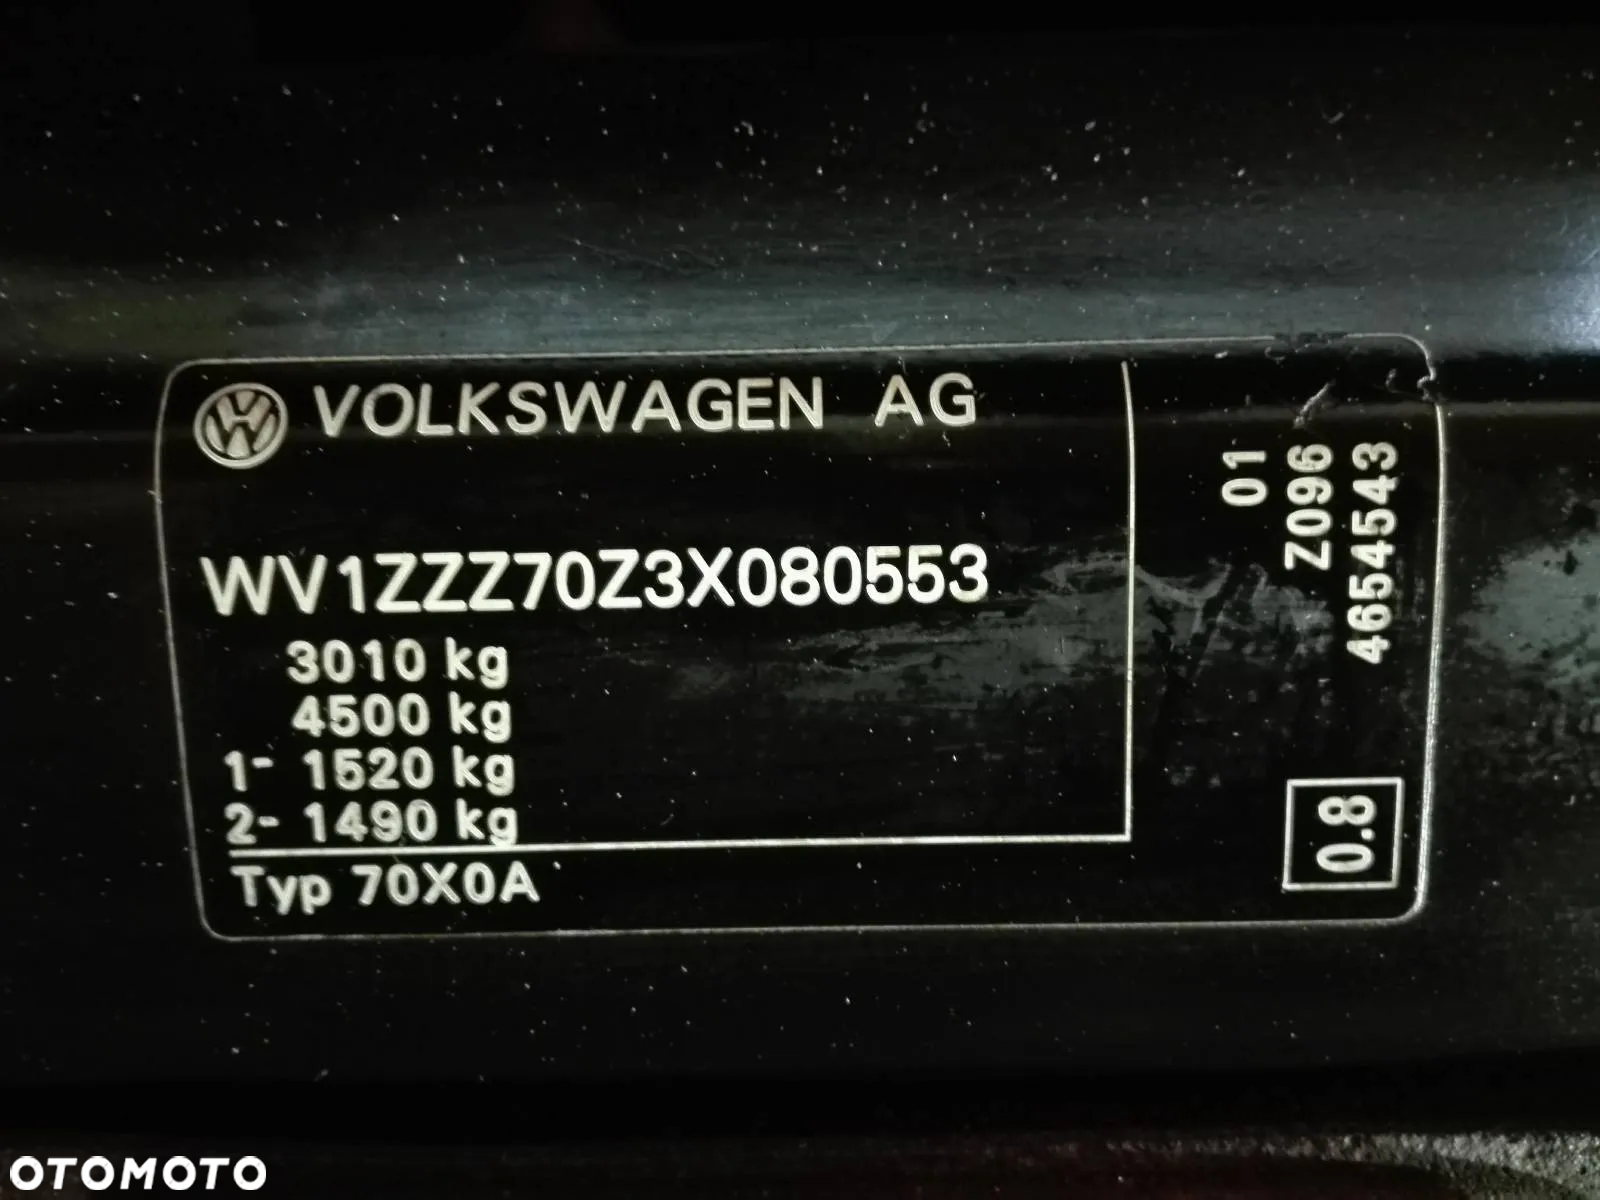 VOLKSWAGEN AG
WV1ZZZ70Z3X080553
3010 kg
4500 kg
1- 1520 kg
2- 1490 kg
Typ 70X0A
01
Z096
4654543
0.8
OTOMOTO